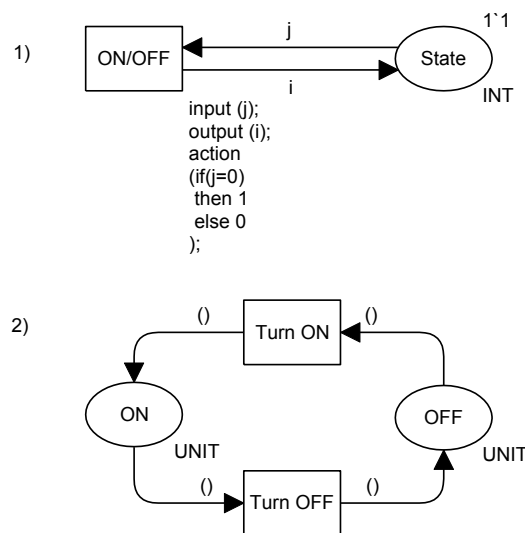 1`1
j
1)
ON/OFF
State
i
INT
input (j);
output (i);
action
(if(j=0)
then 1
else 0
);
2)
()
Turn ON
()
ON
OFF
UNIT
UNIT
()
Turn OFF
()